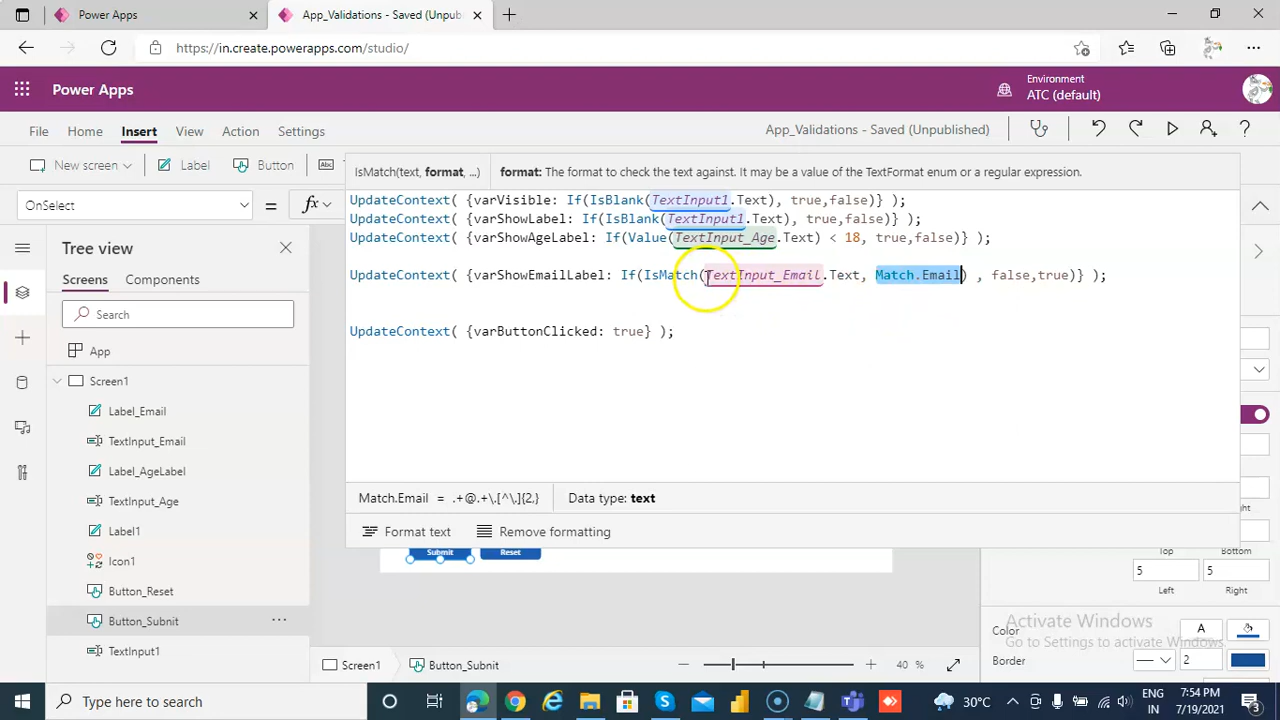 Power Apps
App_Validations - Saved (Unpub
https://in.create.powerapps.com/studio/
Power Apps
Environment
ATC (default)
File Home Insert View Action Settings
App_Validations - Saved (Unpublished)
New screen Label Button Abc
IsMatch(text, format, ...) format: The format to check the text against. It may be a value of the TextFormat enum or a regular expression.
OnSelect = fx
UpdateContext( {varVisible: If(IsBlank(TextInput1.Text), true,false)} );
UpdateContext( {varShowLabel: If(IsBlank(TextInput1.Text), true,false)} );
UpdateContext( {varShowAgeLabel: If(Value(TextInput_Age.Text) < 18, true,false)} );
UpdateContext( {varShowEmailLabel: If(IsMatch(TextInput_Email.Text, Match.Email) , false,true)} );
UpdateContext( {varButtonClicked: true} );
Tree view
Screens Components
Search
App
Screen1
Label_Email
TextInput_Email
Label_AgeLabel
TextInput_Age
Label1
Icon1
Button_Reset
Button_Subnit
TextInput1
Match.Email = .+@.+\.[^\.]{2,} Data type: text
Format text Remove formatting
Submit Reset
Top Bottom
5 5
Left Right
Color A
Border 2
Activate Windows
Go to Settings to activate Windows.
Screen1 Button_Subnit 40 %
Type here to search
30°C
ENG
IN
7:54 PM
7/19/2021
3